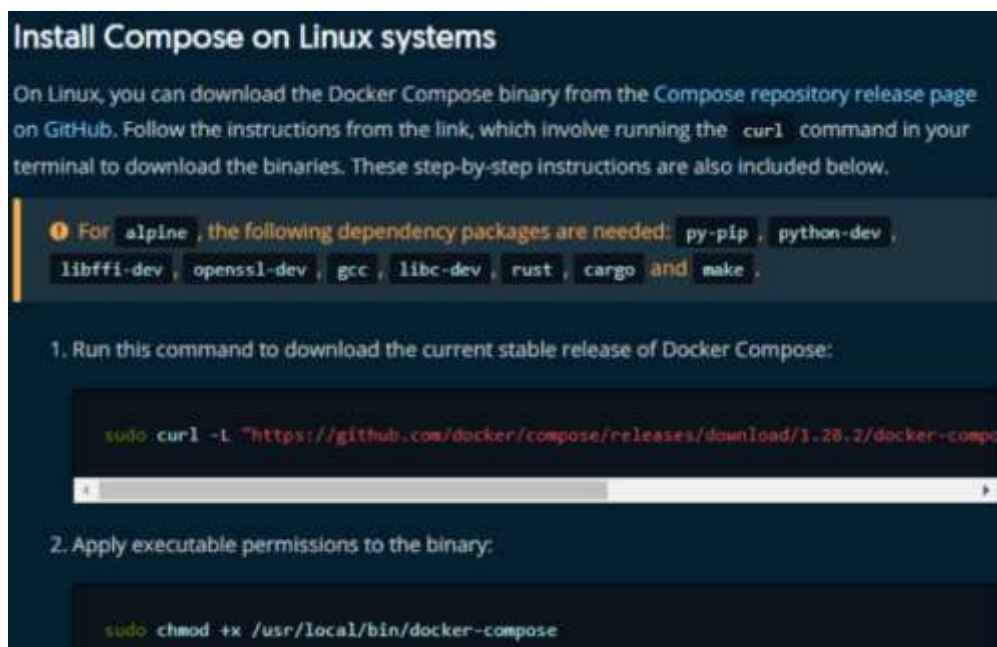 Install Compose on Linux systems
On Linux, you can download the Docker Compose binary from the Compose repository release page
on GitHub. Follow the instructions from the link, which involve running the curl command in your
terminal to download the binaries. These step-by-step instructions are also included below.
For alpine, the following dependency packages are needed: py-pip, python-dev,
libffi-dev, openssl-dev, gcc, libc-dev, rust, cargo and make.
1. Run this command to download the current stable release of Docker Compose:
sudo curl -L "https://github.com/docker/compose/releases/download/1.28.2/docker-compo
2. Apply executable permissions to the binary:
sudo chmod +x /usr/local/bin/docker-compose